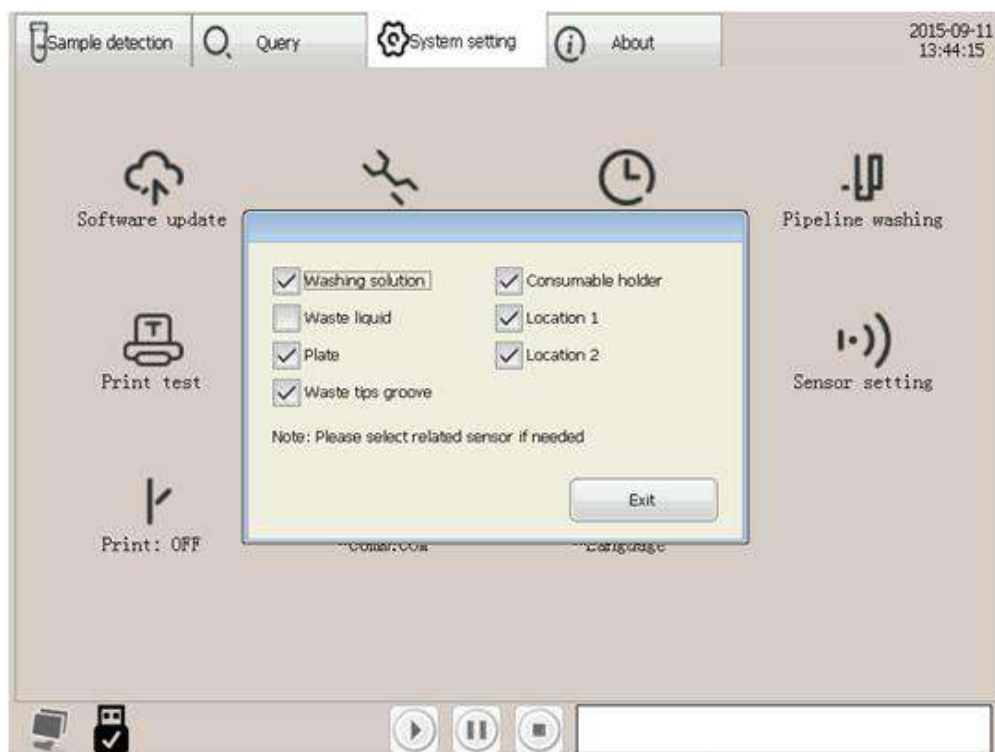 Sample detection
Query
System setting
About
2015-09-11
13:44:15
Software update
Pipeline washing
Washing solution
Consumable holder
Waste liquid
Location 1
Plate
Location 2
Waste tips groove
Note: Please select related sensor if needed
Exit
Print test
Sensor setting
Print: OFF
Language